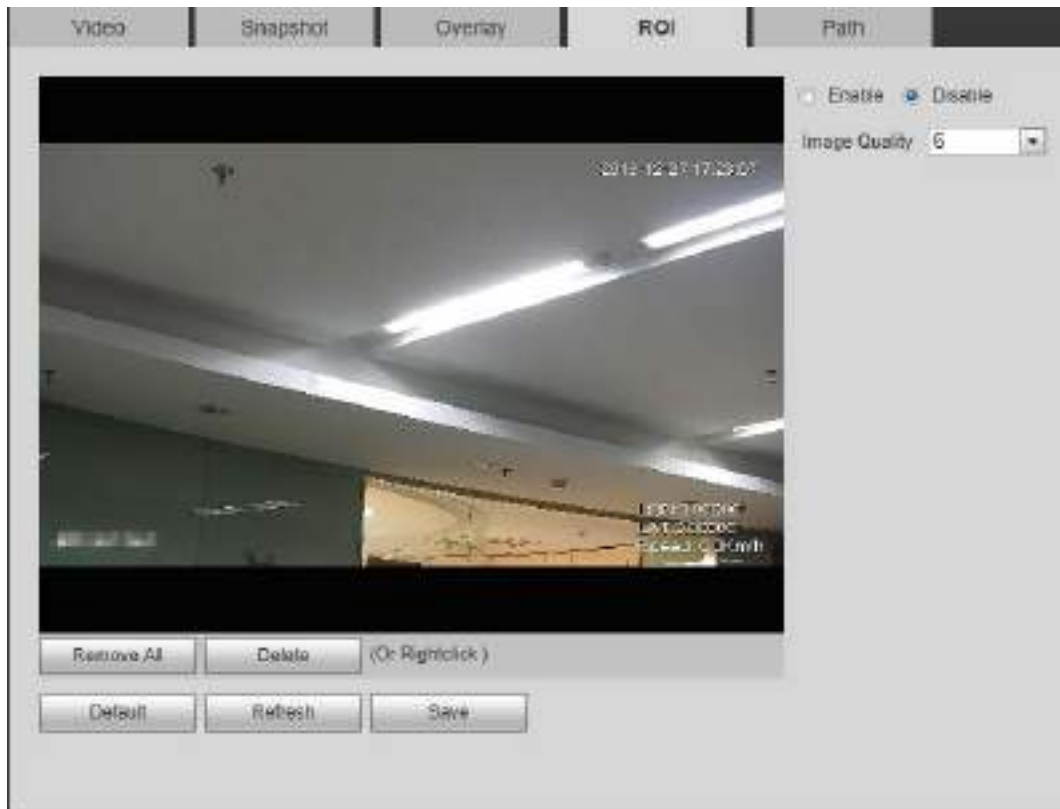 Video Snapshot Overlay ROI Path
Enable Disable
Image Quality 6
Remove All Delete (Or Rightclick )
Default Refresh Save